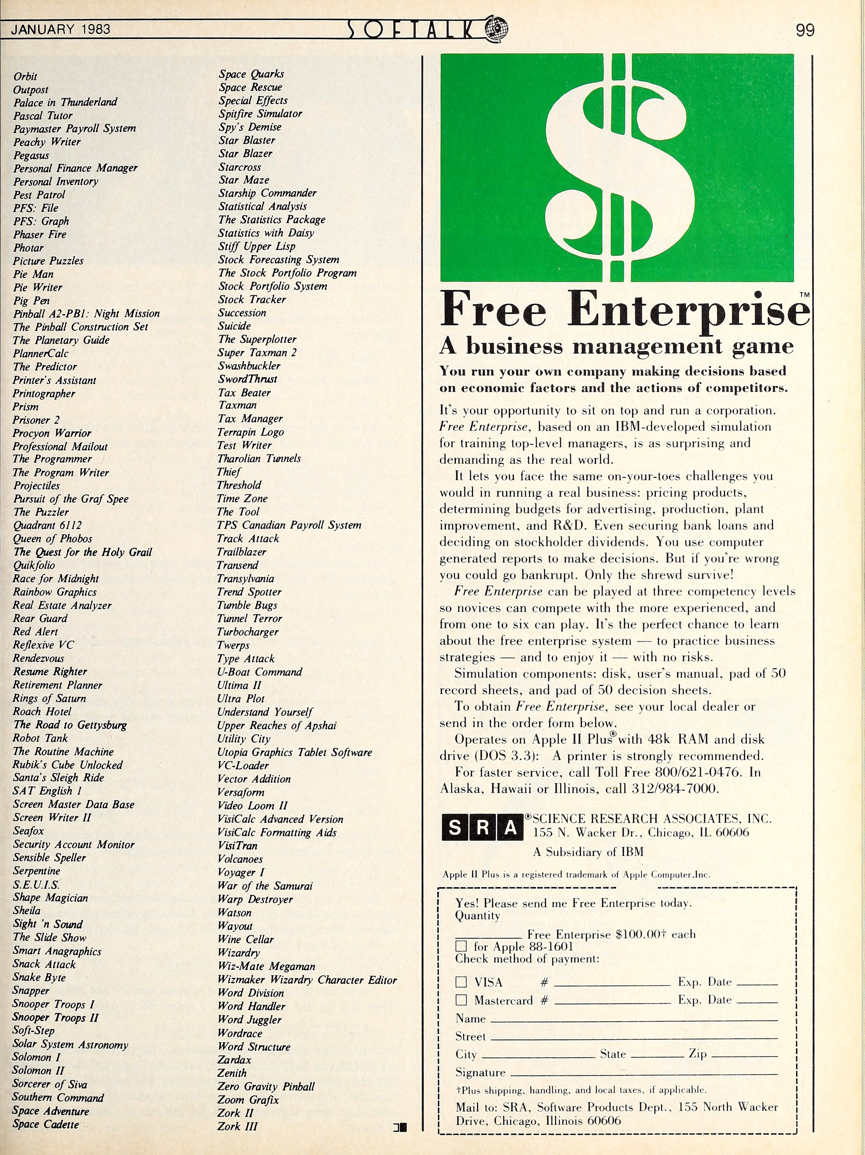 JANUARY 1983
SOFTALK
99
Orbit
Outpost
Palace in Thunderland
Pascal Tutor
Paymaster Payroll System
Peachy Writer
Pegasus
Personal Finance Manager
Personal Inventory
Pest Patrol
PFS: File
PFS: Graph
Phaser Fire
Photar
Picture Puzzles
Pie Man
Pie Writer
Pig Pen
Pinball A2-PB1: Night Mission
The Pinball Construction Set
The Planetary Guide
PlannerCalc
The Predictor
Printer's Assistant
Printographer
Prism
Prisoner 2
Procyon Warrior
Professional Mailout
The Programmer
The Program Writer
Projectiles
Pursuit of the Graf Spee
The Puzzler
Quadrant 6112
Queen of Phobos
The Quest for the Holy Grail
Quikfolio
Race for Midnight
Rainbow Graphics
Real Estate Analyzer
Rear Guard
Red Alert
Reflexive VC
Rendezvous
Resume Righter
Retirement Planner
Rings of Saturn
Roach Hotel
The Road to Gettysburg
Robot Tank
The Routine Machine
Rubik's Cube Unlocked
Santa's Sleigh Ride
SAT English 1
Screen Master Data Base
Screen Writer II
Seafox
Security Account Monitor
Sensible Speller
Serpentine
S.E.U.I.S.
Shape Magician
Sheila
Sight 'n Sound
The Slide Show
Smart Anagraphics
Snack Attack
Snake Byte
Snapper
Snooper Troops I
Snooper Troops II
Soft-Step
Solar System Astronomy
Solomon I
Solomon II
Sorcerer of Siva
Southern Command
Space Adventure
Space Cadette
Space Quarks
Space Rescue
Special Effects
Spitfire Simulator
Spy's Demise
Star Blaster
Star Blazer
Starcross
Star Maze
Starship Commander
Statistical Analysis
The Statistics Package
Statistics with Daisy
Stiff Upper Lisp
Stock Forecasting System
The Stock Portfolio Program
Stock Portfolio System
Stock Tracker
Succession
Suicide
The Superplotter
Super Taxman 2
Swashbuckler
SwordThrust
Tax Beater
Taxman
Tax Manager
Terrapin Logo
Test Writer
Tharolian Tunnels
Thief
Threshold
Time Zone
The Tool
TPS Canadian Payroll System
Track Attack
Trailblazer
Transend
Transylvania
Trend Spotter
Tumble Bugs
Tunnel Terror
Turbocharger
Twerps
Type Attack
U-Boat Command
Ultima II
Ultra Plot
Understand Yourself
Upper Reaches of Apshai
Utility City
Utopia Graphics Tablet Software
VC-Loader
Vector Addition
Versaform
Video Loom II
VisiCalc Advanced Version
VisiCalc Formatting Aids
VisiTran
Volcanoes
Voyager I
War of the Samurai
Warp Destroyer
Watson
Wayout
Wine Cellar
Wizardry
Wiz-Mate Megaman
Wizmaker Wizardry Character Editor
Word Division
Word Handler
Word Juggler
Wordrace
Word Structure
Zardax
Zenith
Zero Gravity Pinball
Zoom Grafix
Zork II
Zork III
$
Free Enterprise™
A business management game
You run your own company making decisions based
on economic factors and the actions of competitors.
It's your opportunity to sit on top and run a corporation.
Free Enterprise, based on an IBM-developed simulation
for training top-level managers, is as surprising and
demanding as the real world.
It lets you face the same on-your-toes challenges you
would in running a real business: pricing products,
determining budgets for advertising, production, plant
improvement, and R&D. Even securing bank loans and
deciding on stockholder dividends. You use computer
generated reports to make decisions. But if you're wrong
you could go bankrupt. Only the shrewd survive!
Free Enterprise can be played at three competency levels
so novices can compete with the more experienced, and
from one to six can play. It's the perfect chance to learn
about the free enterprise system — to practice business
strategies — and to enjoy it — with no risks.
Simulation components: disk, user's manual, pad of 50
record sheets, and pad of 50 decision sheets.
To obtain Free Enterprise, see your local dealer or
send in the order form below.
Operates on Apple II Plus® with 48k RAM and disk
drive (DOS 3.3): A printer is strongly recommended.
For faster service, call Toll Free 800/621-0476. In
Alaska, Hawaii or Illinois, call 312/984-7000.
SRA® SCIENCE RESEARCH ASSOCIATES, INC.
155 N. Wacker Dr., Chicago, IL 60606
A Subsidiary of IBM
Apple II Plus is a registered trademark of Apple Computer,Inc.
Yes! Please send me Free Enterprise today.
Quantity
________ Free Enterprise $100.00† each
☐ for Apple 88-1601
Check method of payment:
☐ VISA # ________ Exp. Date ________
☐ Mastercard # ________ Exp. Date ________
Name ________
Street ________
City ________ State ________ Zip ________
Signature ________
†Plus shipping, handling, and local taxes, if applicable.
Mail to: SRA, Software Products Dept., 155 North Wacker
Drive, Chicago, Illinois 60606